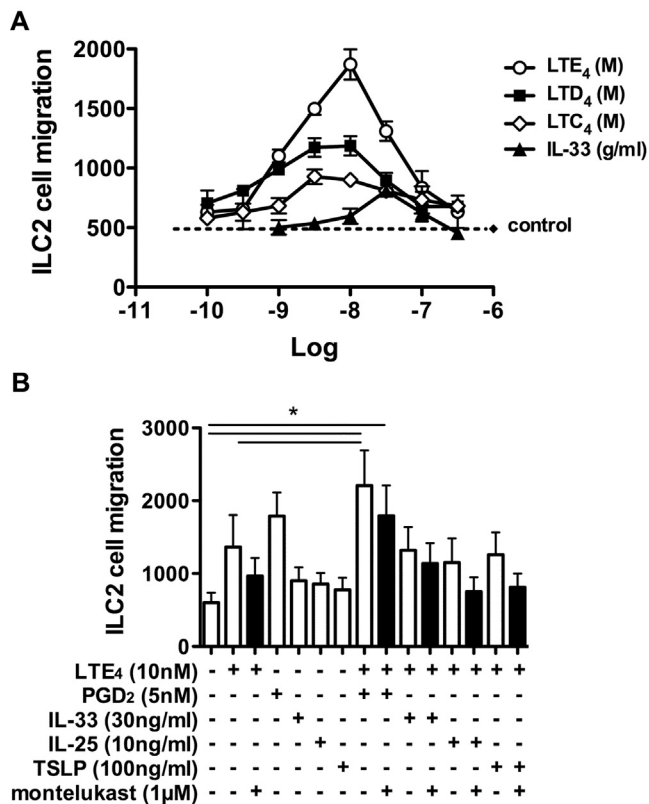 A
2000
1500
1000
500
0
ILC2 cell migration
-11 -10 -9 -8 -7 -6
Log
LTE₄ (M)
LTD₄ (M)
LTC₄ (M)
IL-33 (g/ml)
control
B
*
3000
2000
1000
0
ILC2 cell migration
LTE₄ (10nM) - + + - - - - + + + + + + + +
PGD₂ (5nM) - - - + - - - + + - - - - - -
IL-33 (30ng/ml) - - - - + - - - - + + - - - -
IL-25 (10ng/ml) - - - - - + - - - - - + + - -
TSLP (100ng/ml) - - - - - - + - - - - - - + +
montelukast (1µM) - - + - - - - - + - + - + - +